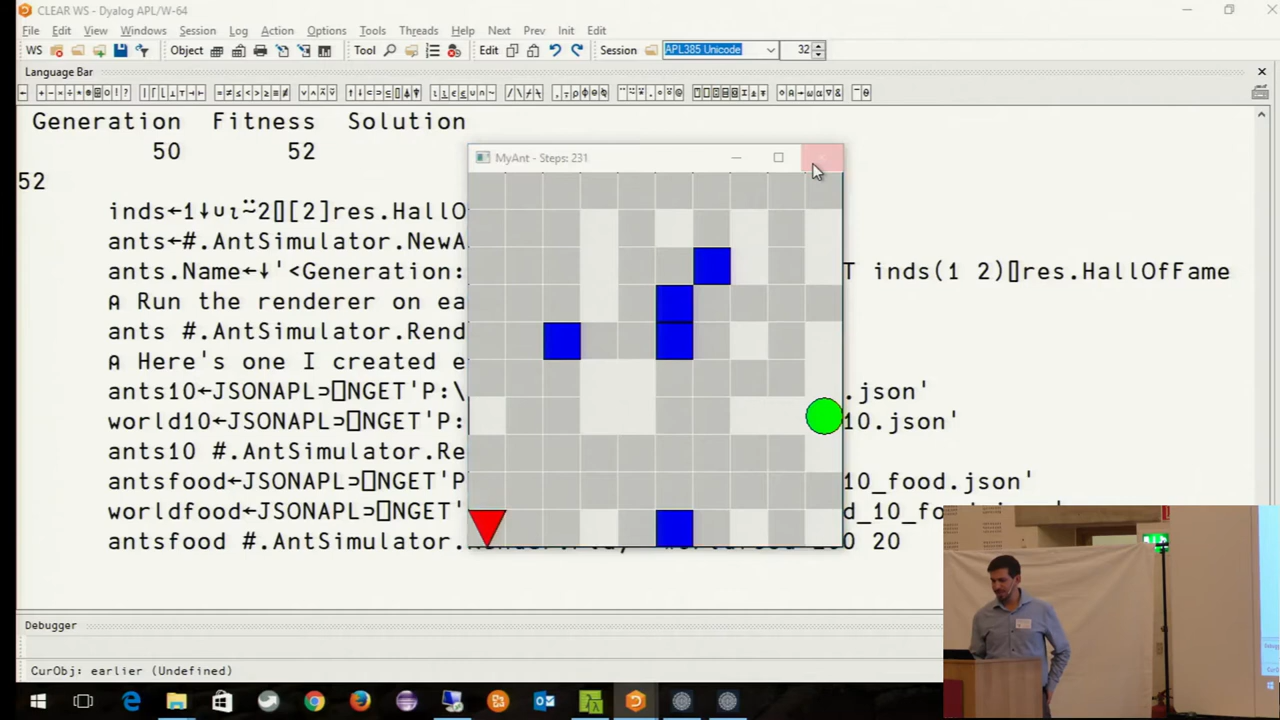 CLEAR WS - Dyalog APL/W-64
File Edit View Windows Session Log Action Options Tools Threads Help Next Prev Init Edit
WS Object Tool Edit Session APL385 Unicode 32
Language Bar
Generation Fitness Solution
50 52
52
inds←1↓∪⍳⍨2⌷[2]res.HallO
ants←#.AntSimulator.NewA
ants.Name←↓'<Generation: T inds(1 2)⌷res.HallOfFame
⍝ Run the renderer on ea
ants #.AntSimulator.Rend
⍝ Here's one I created e
ants10←JSONAPL⊃⎕NGET'P:\ .json'
world10←JSONAPL⊃⎕NGET'P: 10.json'
ants10 #.AntSimulator.Re
antsfood←JSONAPL⊃⎕NGET'P 10_food.json'
worldfood←JSONAPL⊃⎕NGET' d_10_fo
antsfood #.AntSimulator. 20
MyAnt - Steps: 231
Debugger
CurObj: earlier (Undefined)